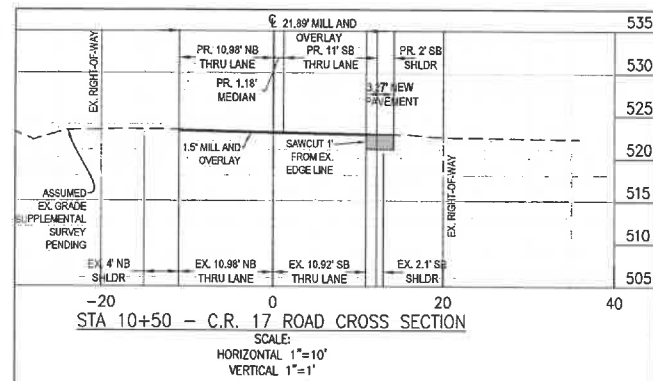 ℄ 21.89' MILL AND
OVERLAY
535
EX. RIGHT-OF-WAY
PR. 10.98' NB
THRU LANE
PR. 11' SB
THRU LANE
PR. 2' SB
SHLDR
PR. 1.18'
MEDIAN
3.27' NEW
PAVEMENT
530
525
1.5" MILL AND
OVERLAY
SAWCUT 1'
FROM EX.
EDGE LINE
520
ASSUMED
EX. GRADE
SUPPLEMENTAL
SURVEY
PENDING
EX. RIGHT-OF-WAY
515
510
EX. 4' NB
SHLDR
EX. 10.98' NB
THRU LANE
EX. 10.92' SB
THRU LANE
EX. 2.1' SB
SHLDR
505
-20
0
20
40
STA 10+50 - C.R. 17 ROAD CROSS SECTION
SCALE:
HORIZONTAL 1"=10'
VERTICAL 1"=1'